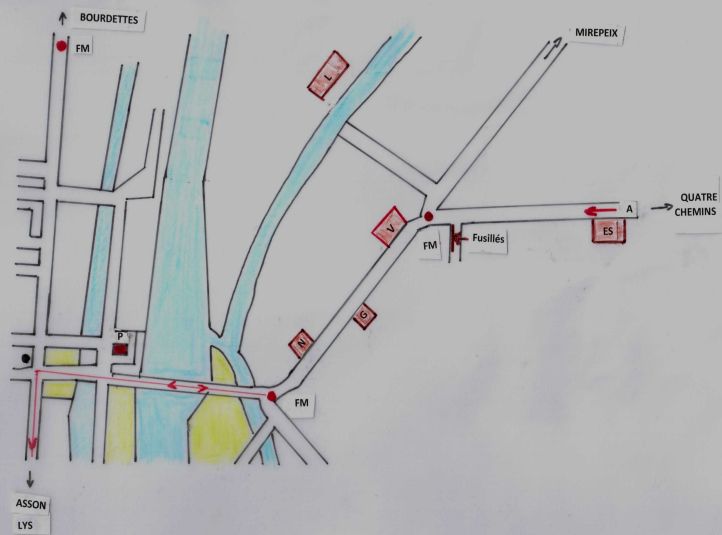 BOURDETTES
FM
MIREPEIX
L
QUATRE
CHEMINS
A
ES
V
FM
Fusillés
G
N
P
FM
ASSON
LYS